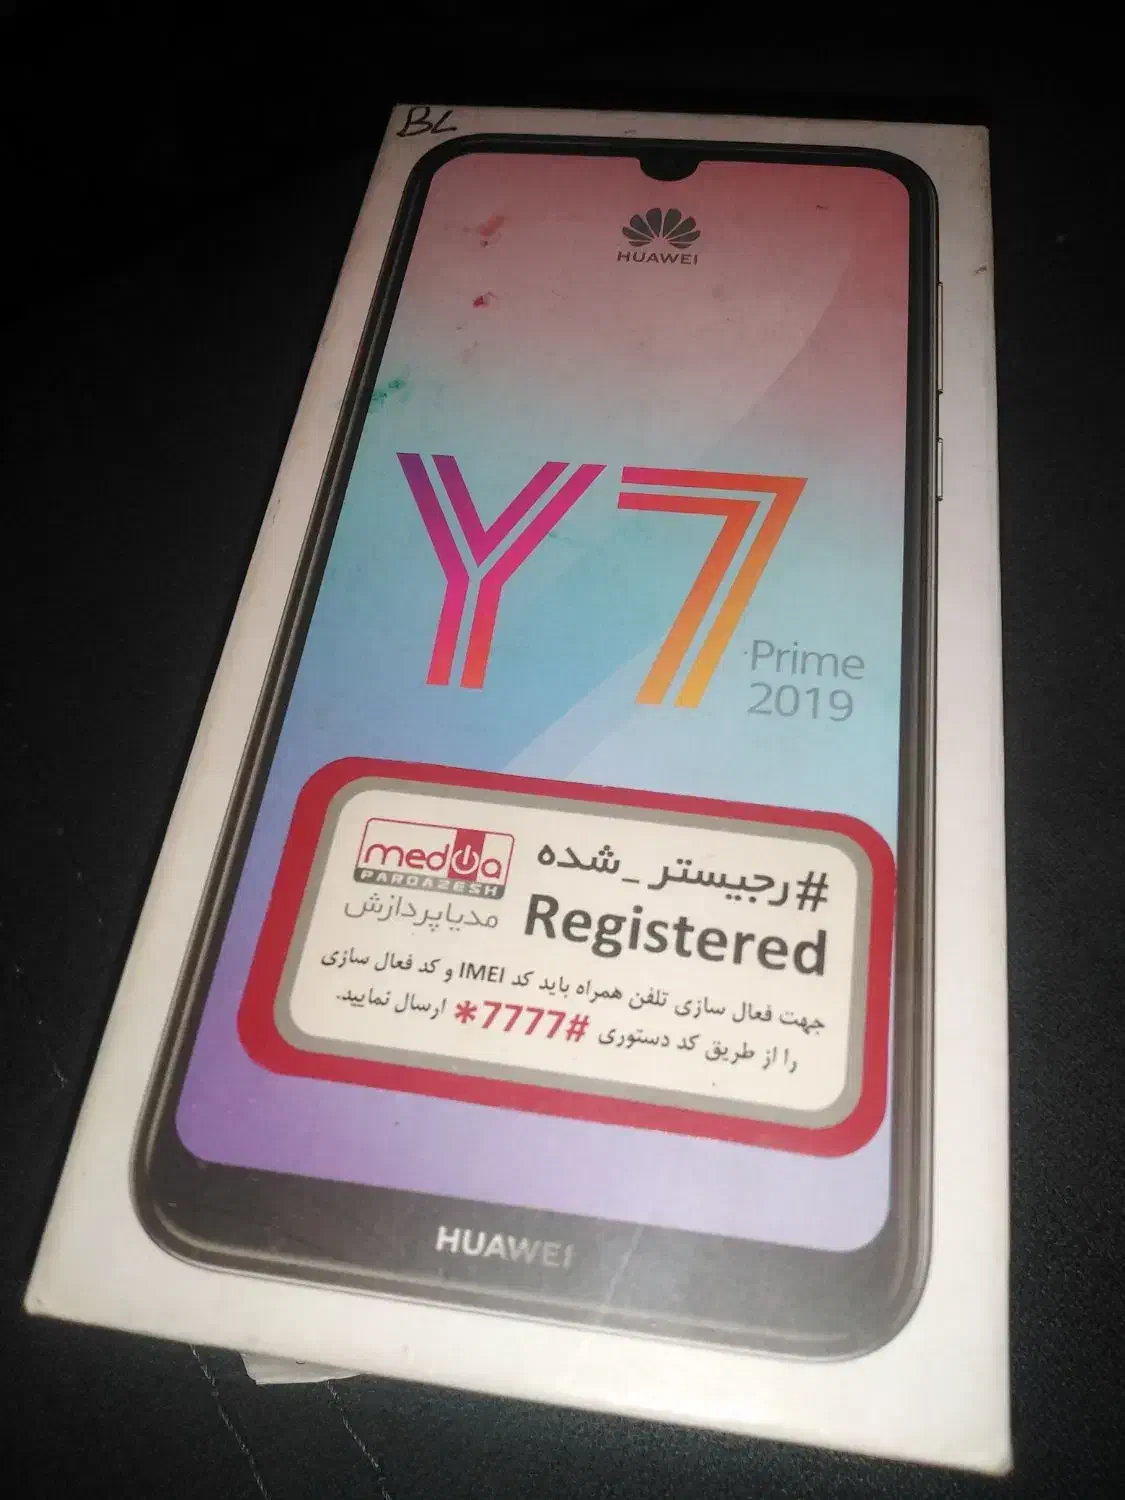 BL
HUAWEI
Y7
Prime
2019
#رجیستر_شده
Registered
media
PARDAZESH
مدیاپردازش
جهت فعال سازی تلفن همراه باید کد IMEI و کد فعال سازی
را از طریق کد دستوری #7777* ارسال نمایید.
HUAWEI